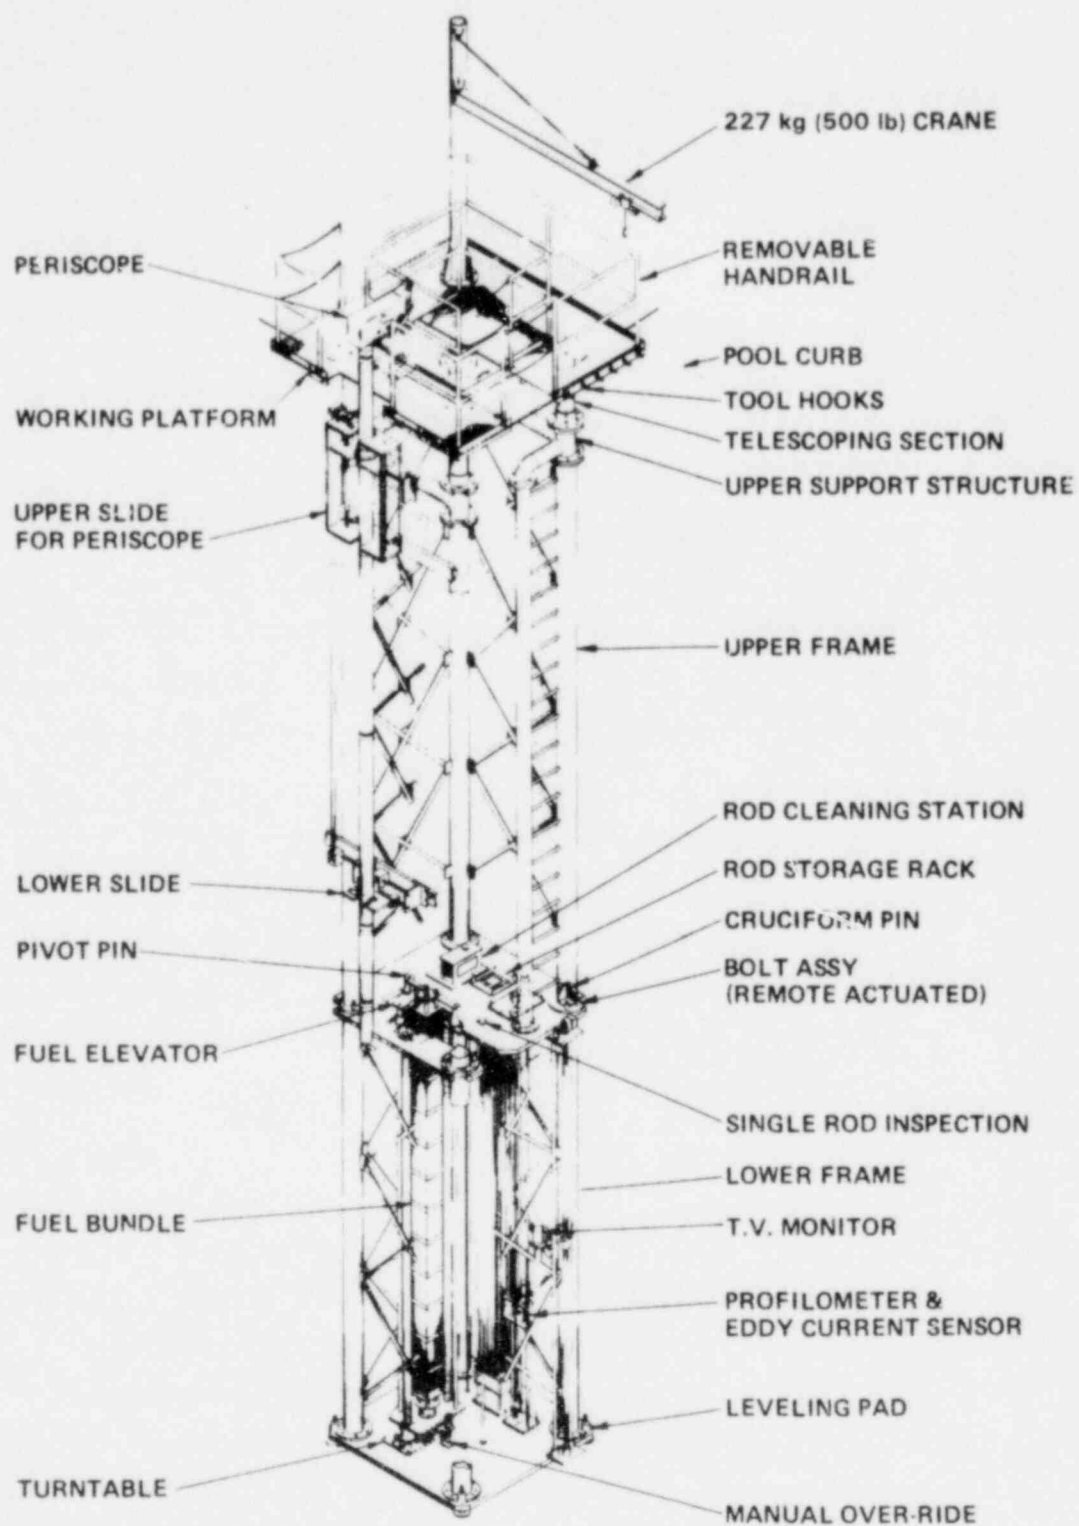 227 kg (500 lb) CRANE
PERISCOPE
REMOVABLE
HANDRAIL
POOL CURB
WORKING PLATFORM
TOOL HOOKS
TELESCOPING SECTION
UPPER SUPPORT STRUCTURE
UPPER SLIDE
FOR PERISCOPE
UPPER FRAME
ROD CLEANING STATION
LOWER SLIDE
ROD STORAGE RACK
CRUCIFORM PIN
PIVOT PIN
BOLT ASSY
(REMOTE ACTUATED)
FUEL ELEVATOR
SINGLE ROD INSPECTION
LOWER FRAME
FUEL BUNDLE
T.V. MONITOR
PROFILOMETER &
EDDY CURRENT SENSOR
LEVELING PAD
TURNTABLE
MANUAL OVER-RIDE